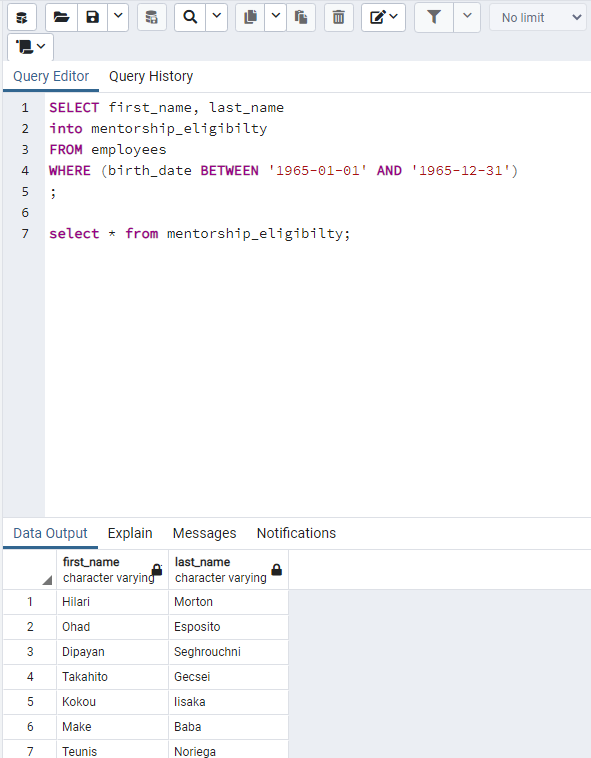 No limit
Query Editor Query History
1 SELECT first_name, last_name
2 into mentorship_eligibilty
3 FROM employees
4 WHERE (birth_date BETWEEN '1965-01-01' AND '1965-12-31')
5 ;
6
7 select * from mentorship_eligibilty;
Data Output Explain Messages Notifications
first_name last_name
character varying character varying
1 Hilari Morton
2 Ohad Esposito
3 Dipayan Seghrouchni
4 Takahito Gecsei
5 Kokou Iisaka
6 Make Baba
7 Teunis Noriega